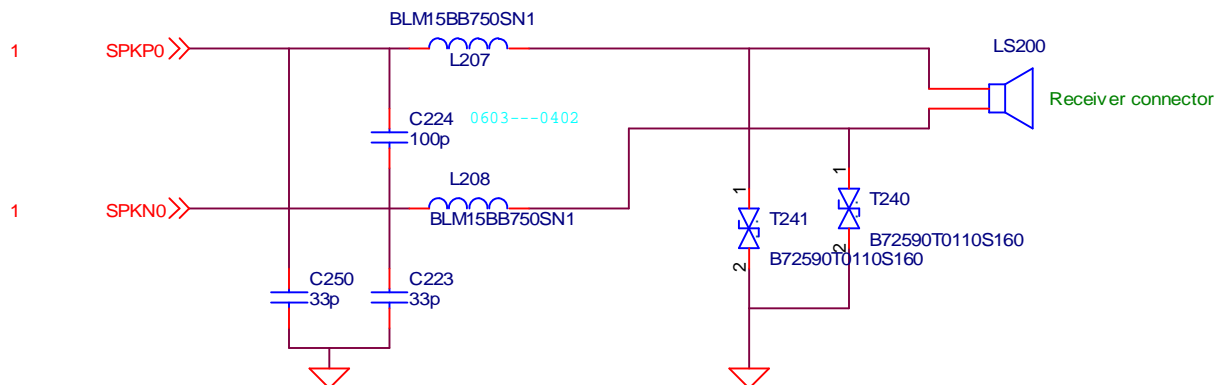 BLM15BB750SN1
1
SPKP0
L207
LS200
Receiver connector
C224
0603---0402
100p
L208
1
SPKN0
BLM15BB750SN1
1
1
T241
T240
2
2
B72590T0110S160
B72590T0110S160
C250
33p
C223
33p